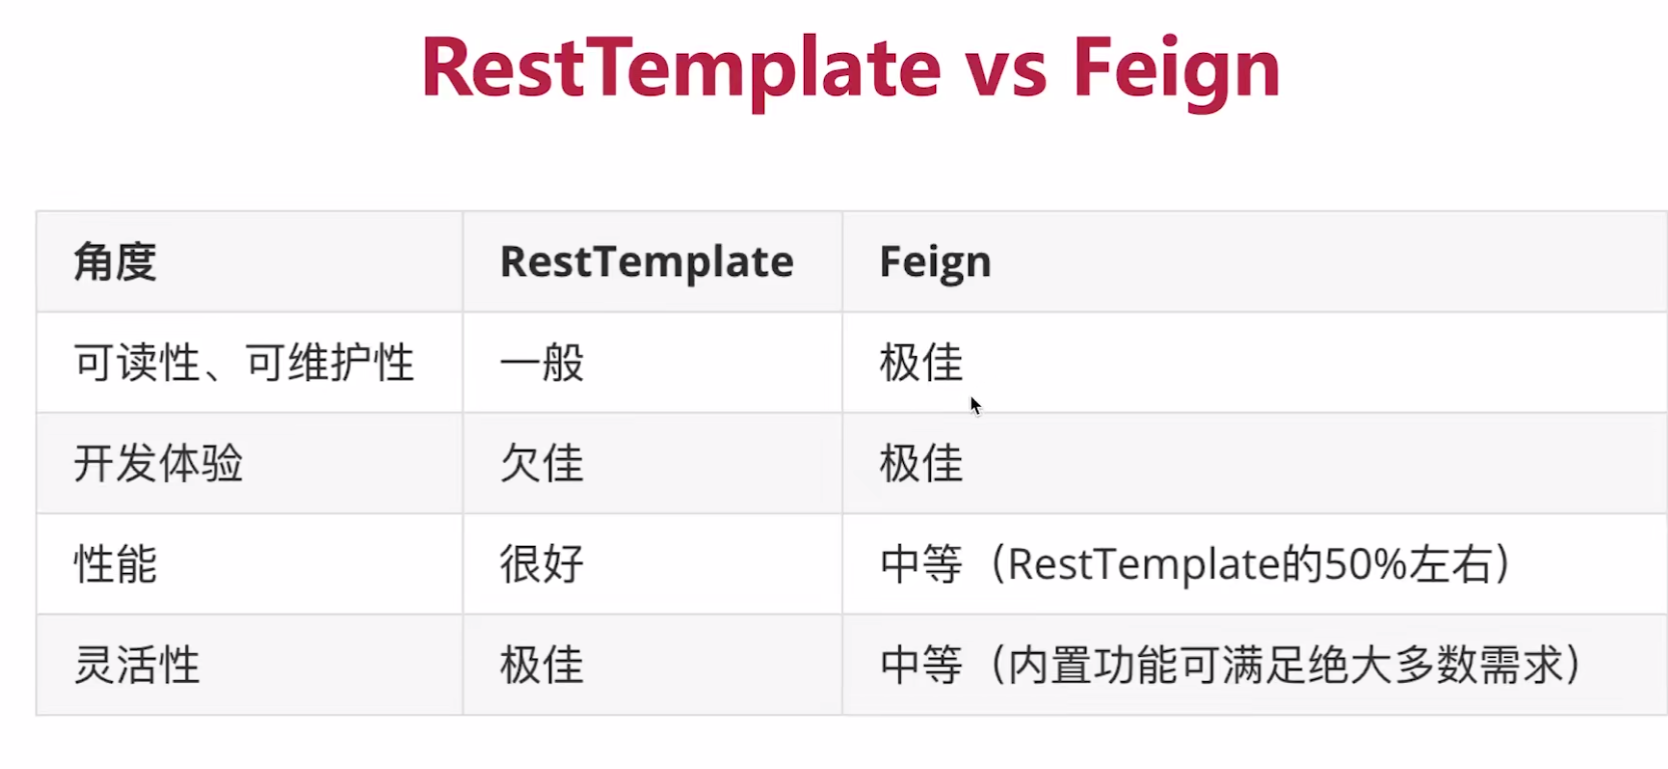 RestTemplate vs Feign
角度 RestTemplate Feign
可读性、可维护性 一般 极佳
开发体验 欠佳 极佳
性能 很好 中等（RestTemplate的50%左右）
灵活性 极佳 中等（内置功能可满足绝大多数需求）